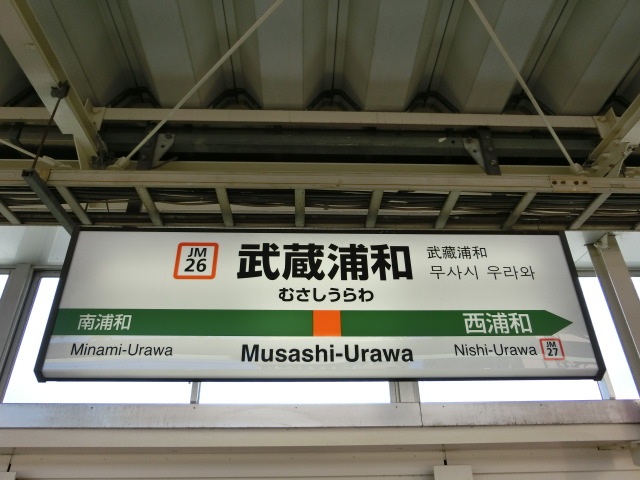 JM
26
武蔵浦和
むさしうらわ
武藏浦和
무사시 우라와
南浦和
西浦和
Minami-Urawa
Musashi-Urawa
Nishi-Urawa
JM
27